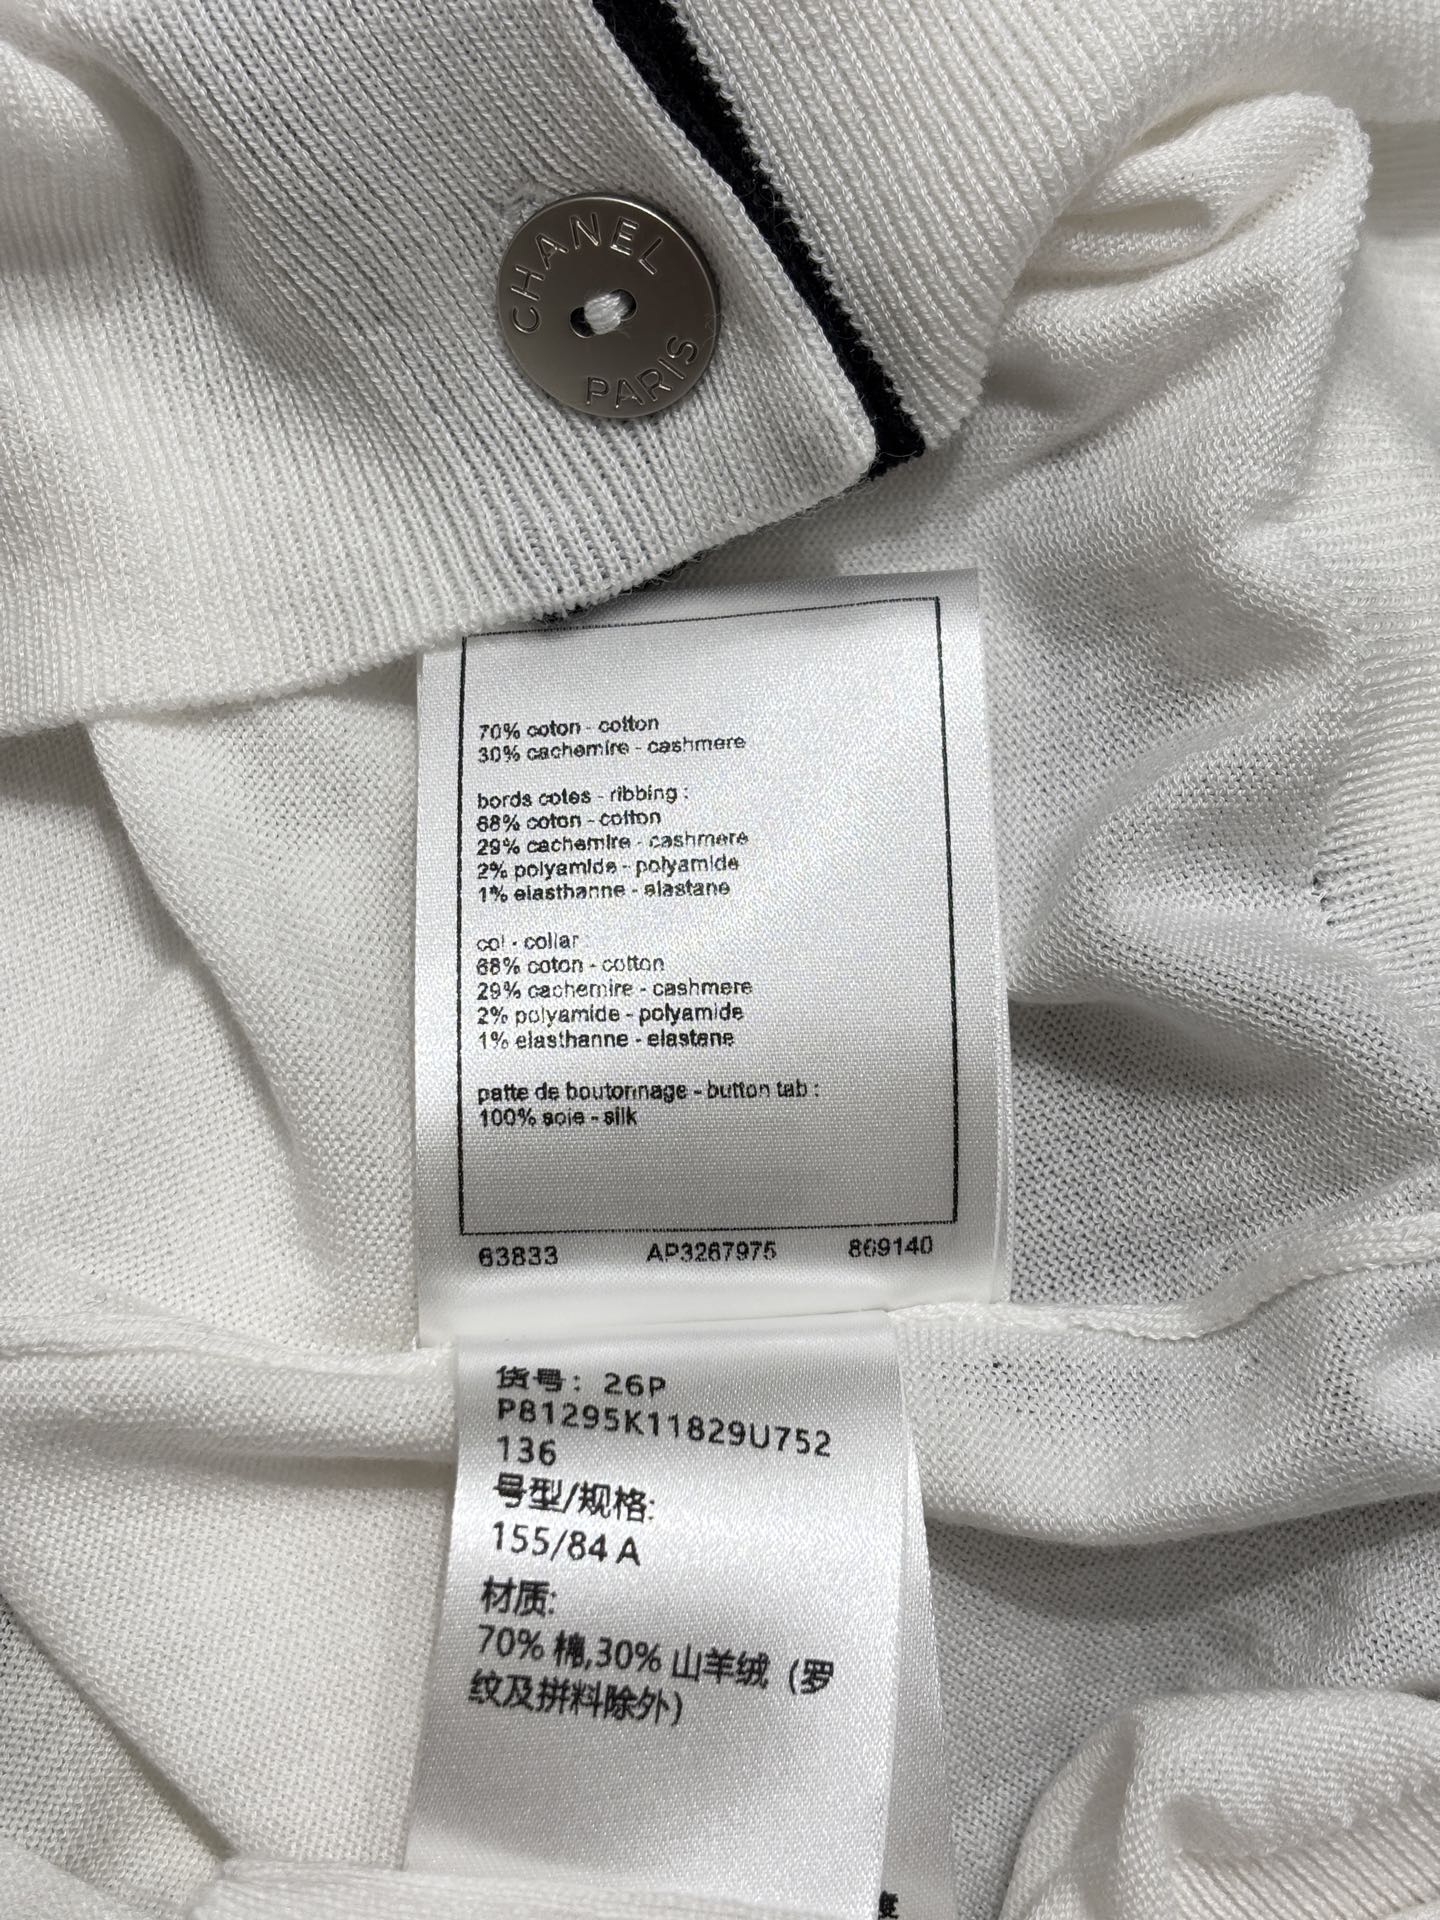 CHANEL
PARIS
70% coton - cotton
30% cachemire - cashmere
bords cotes - ribbing :
68% coton - cotton
29% cachemire - cashmere
2% polyamide - polyamide
1% elasthanne - elastane
col - collar :
68% coton - cotton
29% cachemire - cashmere
2% polyamide - polyamide
1% elasthanne - elastane
patte de boutonnage - button tab :
100% soie - silk
63833 AP3267975 869140
货号：26P
P81295K11829U752
136
号型/规格:
155/84 A
材质:
70% 棉,30% 山羊绒（罗
纹及拼料除外）
度